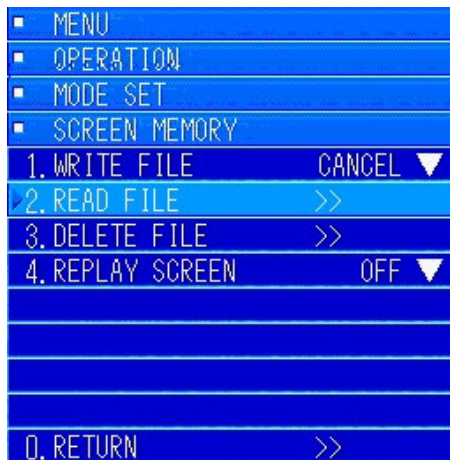 MENU
OPERATION
MODE SET
SCREEN MEMORY
1. WRITE FILE CANCEL ▼
2. READ FILE >>
3. DELETE FILE >>
4. REPLAY SCREEN OFF ▼
0. RETURN >>